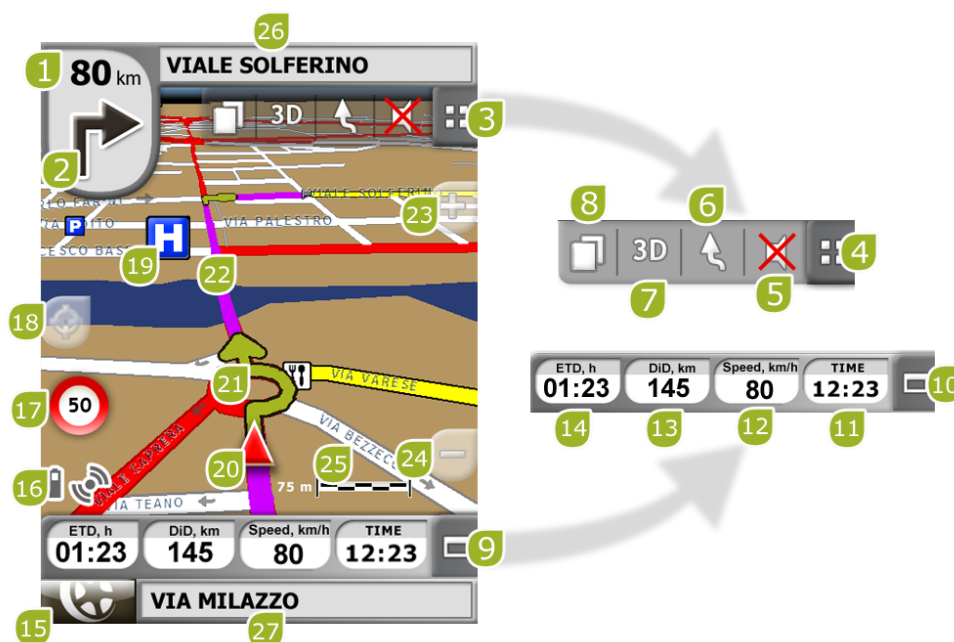 26
1
80 km
VIALE SOLFERINO
3D
3
2
VIALE SOLFERINO
23
P
VIA PALESTRO
H
19
22
18
21
VIA VARESE
17
50
VIALE CAPRERA
20
25
24
16
75 m
VIA TEANO
ETD, h
01:23
DiD, km
145
Speed, km/h
80
TIME
12:23
9
15
VIA MILAZZO
27
8
6
3D
4
7
5
ETD, h
01:23
DiD, km
145
Speed, km/h
80
TIME
12:23
10
14
13
12
11